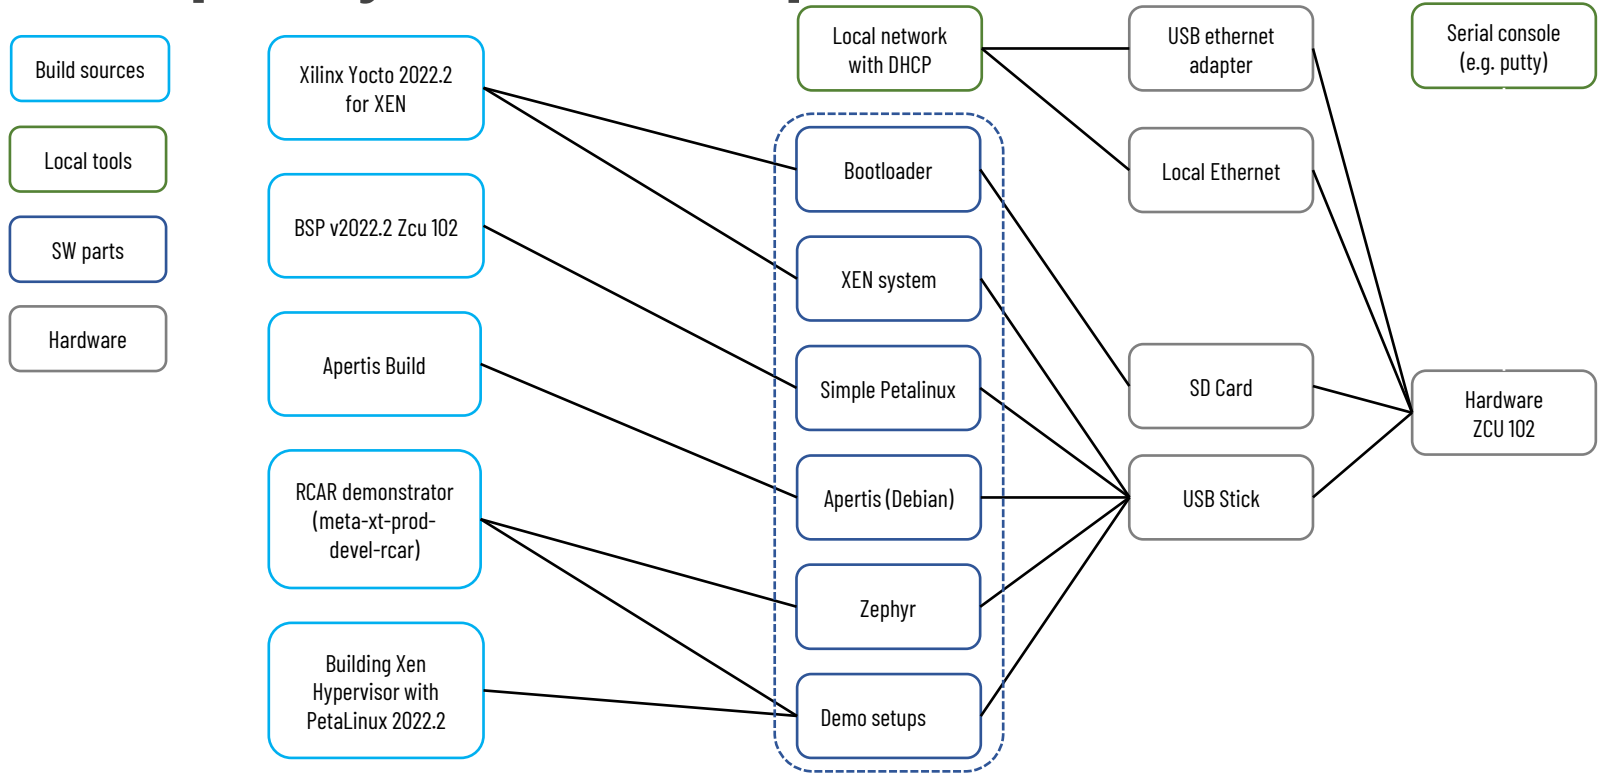 Build sources
Local tools
SW parts
Hardware
Xilinx Yocto 2022.2
for XEN
BSP v2022.2 Zcu 102
Apertis Build
RCAR demonstrator
(meta-xt-prod-
devel-rcar)
Building Xen
Hypervisor with
PetaLinux 2022.2
Local network
with DHCP
Bootloader
XEN system
Simple Petalinux
Apertis (Debian)
Zephyr
Demo setups
USB ethernet
adapter
Local Ethernet
SD Card
USB Stick
Serial console
(e.g. putty)
Hardware
ZCU 102